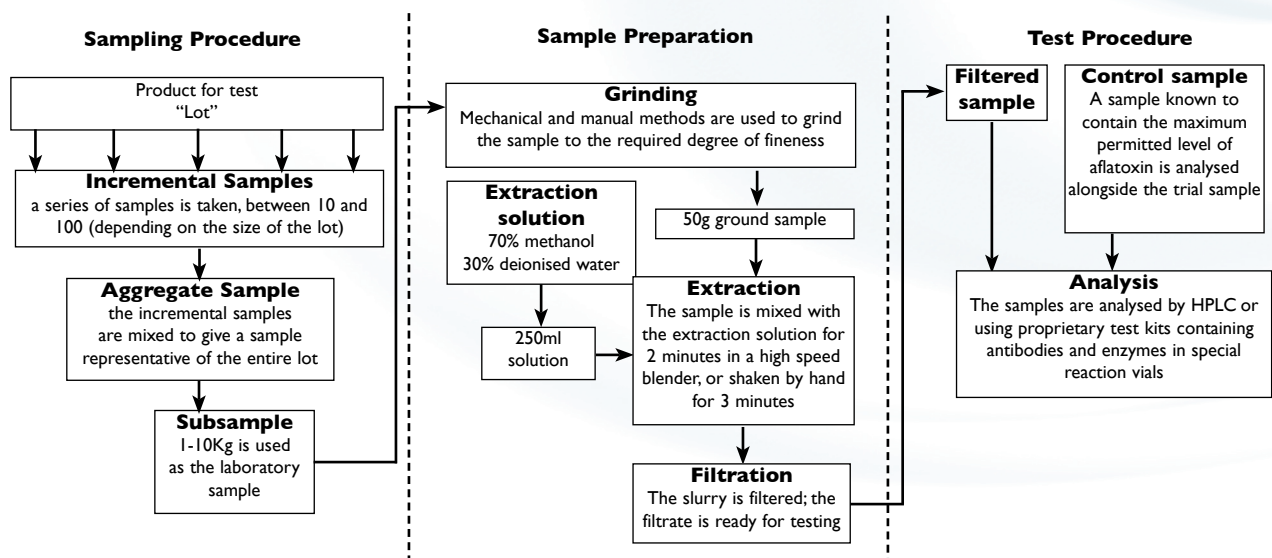 Sampling Procedure
Product for test
“Lot”
Incremental Samples
a series of samples is taken, between 10 and
100 (depending on the size of the lot)
Aggregate Sample
the incremental samples
are mixed to give a sample
representative of the entire lot
Subsample
1-10Kg is used
as the laboratory
sample
Sample Preparation
Grinding
Mechanical and manual methods are used to grind
the sample to the required degree of fineness
Extraction
solution
70% methanol
30% deionised water
50g ground sample
250ml
solution
Extraction
The sample is mixed with
the extraction solution for
2 minutes in a high speed
blender, or shaken by hand
for 3 minutes
Filtration
The slurry is filtered; the
filtrate is ready for testing
Test Procedure
Filtered
sample
Control sample
A sample known to
contain the maximum
permitted level of
aflatoxin is analysed
alongside the trial sample
Analysis
The samples are analysed by HPLC or
using proprietary test kits containing
antibodies and enzymes in special
reaction vials